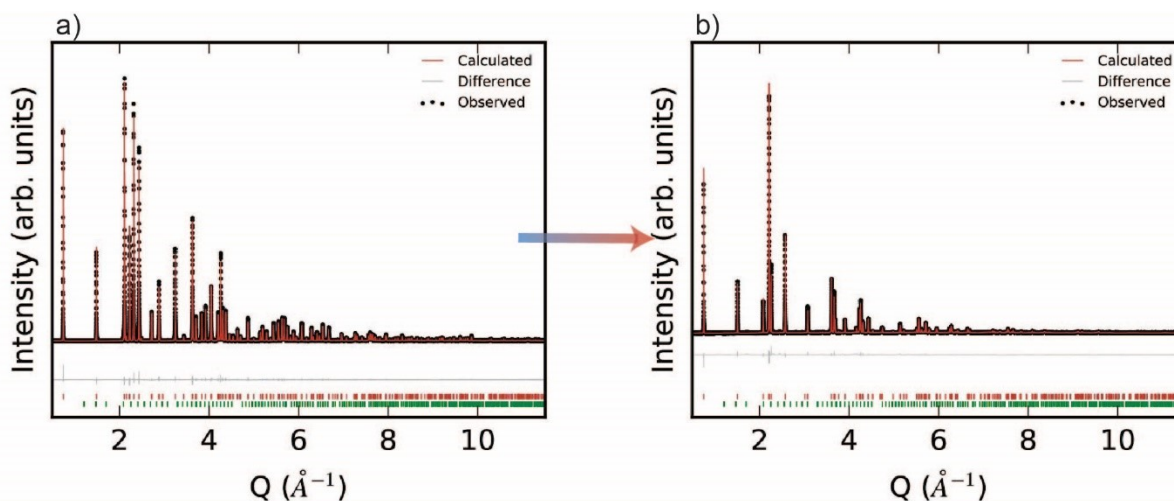 a)
Calculated
Difference
Observed
Intensity (arb. units)
2 4 6 8 10
Q (Å⁻¹)
b)
Calculated
Difference
Observed
Intensity (arb. units)
2 4 6 8 10
Q (Å⁻¹)